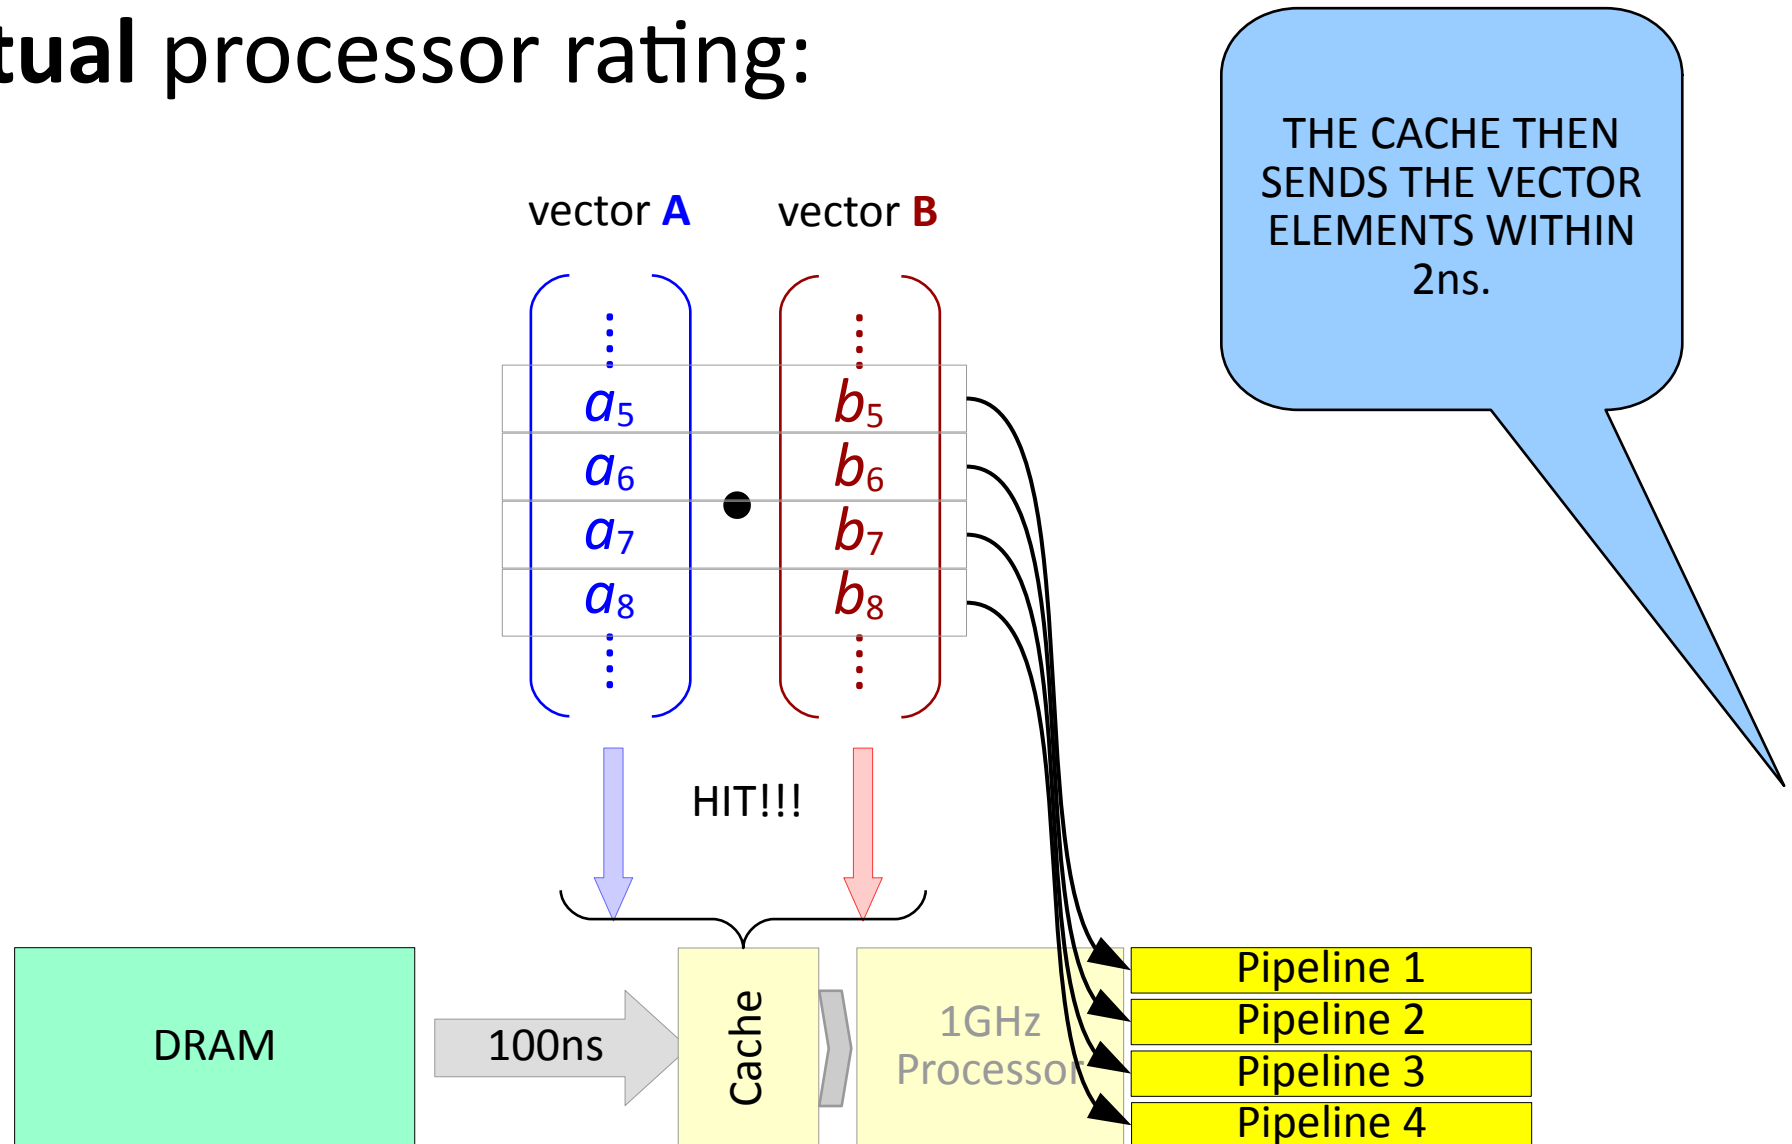 tual processor rating:
THE CACHE THEN
SENDS THE VECTOR
ELEMENTS WITHIN
2ns.
vector A vector B
a5 b5
a6 b6
a7 b7
a8 b8
HIT!!!
DRAM
100ns
Cache
1GHz
Processor
Pipeline 1
Pipeline 2
Pipeline 3
Pipeline 4